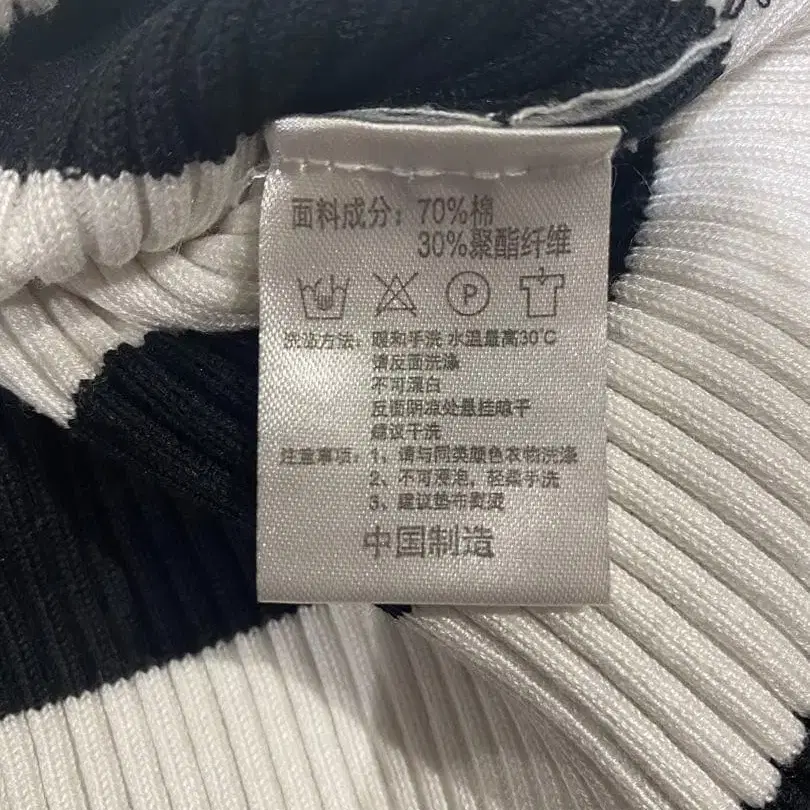 面料成分：70%棉
30%聚酯纤维
P
洗涤方法：温和手洗 水温最高30°C
请反面洗涤
不可漂白
反面阴凉处悬挂晾干
建议干洗
注意事项：1、请与同类颜色衣物洗涤
2、不可浸泡，轻柔手洗
3、建议垫布熨烫
中国制造